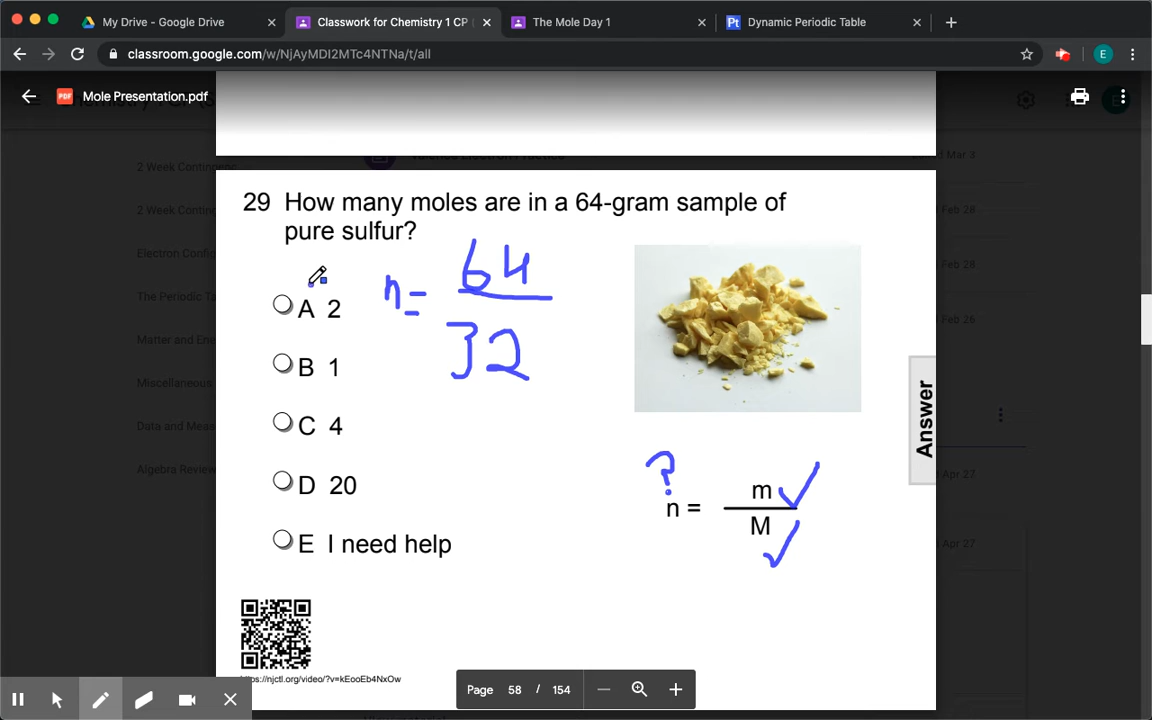 My Drive - Google Drive
Classwork for Chemistry 1 CP
The Mole Day 1
Pt Dynamic Periodic Table
classroom.google.com/w/NjAyMDI2MTc4NTNa/t/all
E
PDF Mole Presentation.pdf
2 Week Contingenc
Mar 3
2 Week Contin
Feb 28
Electron Config
Feb 28
The Periodic Ta
Matter and Ene
Feb 26
Miscellaneous
Data and Meas
Apr 27
Algebra Review
Apr 27
29 How many moles are in a 64-gram sample of
pure sulfur?
n = 64
32
A 2
B 1
C 4
D 20
E I need help
Answer
?
n = m
M
https://njctl.org/video/?v=kEooEb4NxOw
Page 58 / 154